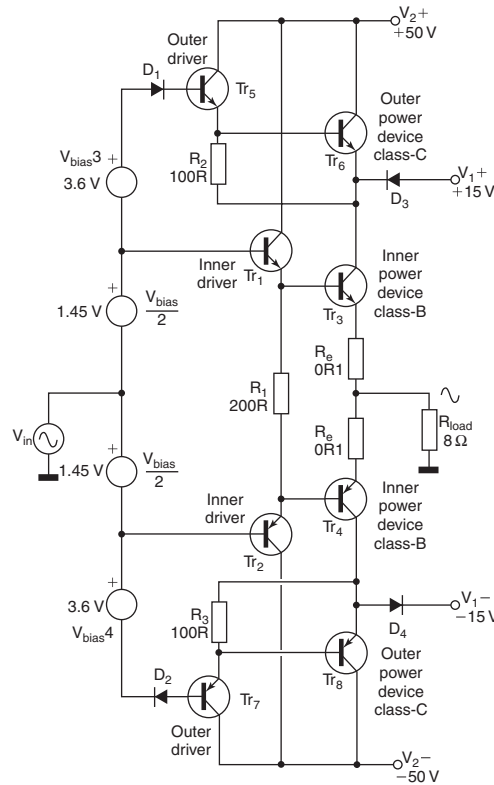 V2+
+50 V
Outer
driver
D1
Tr5
Outer
power
device
class-C
Tr6
Vbias3
+
3.6 V
R2
100R
D3
V1+
+15 V
Inner
driver
Tr1
Inner
power
device
class-B
Tr3
+
1.45 V
Vbias
2
Re
0R1
R1
200R
Vin
Re
0R1
Rload
8 Ω
+
1.45 V
Vbias
2
Inner
driver
Tr2
Tr4
Inner
power
device
class-B
+
3.6 V
Vbias4
R3
100R
D4
V1−
−15 V
D2
Tr7
Tr8
Outer
power
device
class-C
Outer
driver
V2−
−50 V